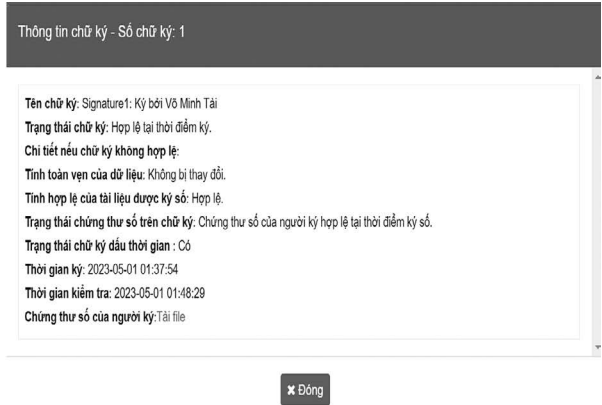 Thông tin chữ ký - Số chữ ký: 1
Tên chữ ký: Signature1: Ký bởi Võ Minh Tài
Trạng thái chữ ký: Hợp lệ tại thời điểm ký.
Chi tiết nếu chữ ký không hợp lệ:
Tính toàn vẹn của dữ liệu: Không bị thay đổi.
Tính hợp lệ của tài liệu được ký số: Hợp lệ.
Trạng thái chứng thư số trên chữ ký: Chứng thư số của người ký hợp lệ tại thời điểm ký số.
Trạng thái chữ ký dấu thời gian : Có
Thời gian ký: 2023-05-01 01:37:54
Thời gian kiểm tra: 2023-05-01 01:48:29
Chứng thư số của người ký:Tải file
✖ Đóng